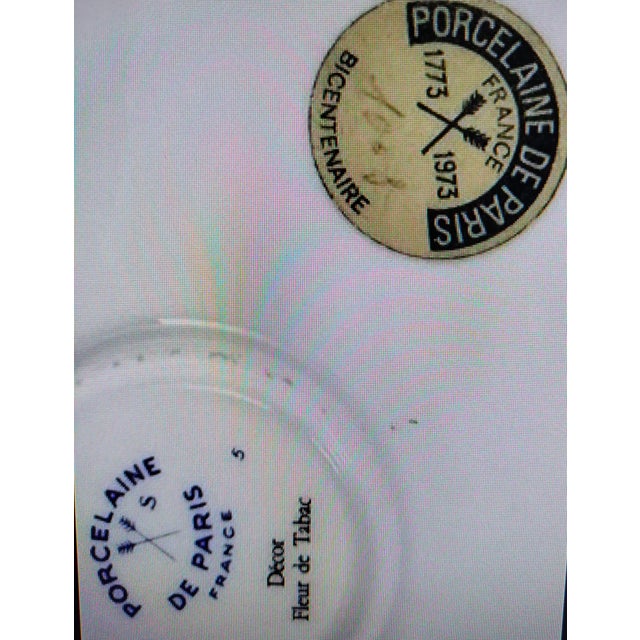 PORCELAINE DE PARIS
FRANCE
1773 1973
BICENTENAIRE
PORCELAINE
S
DE PARIS
FRANCE
5
Décor
Fleur de Tabac